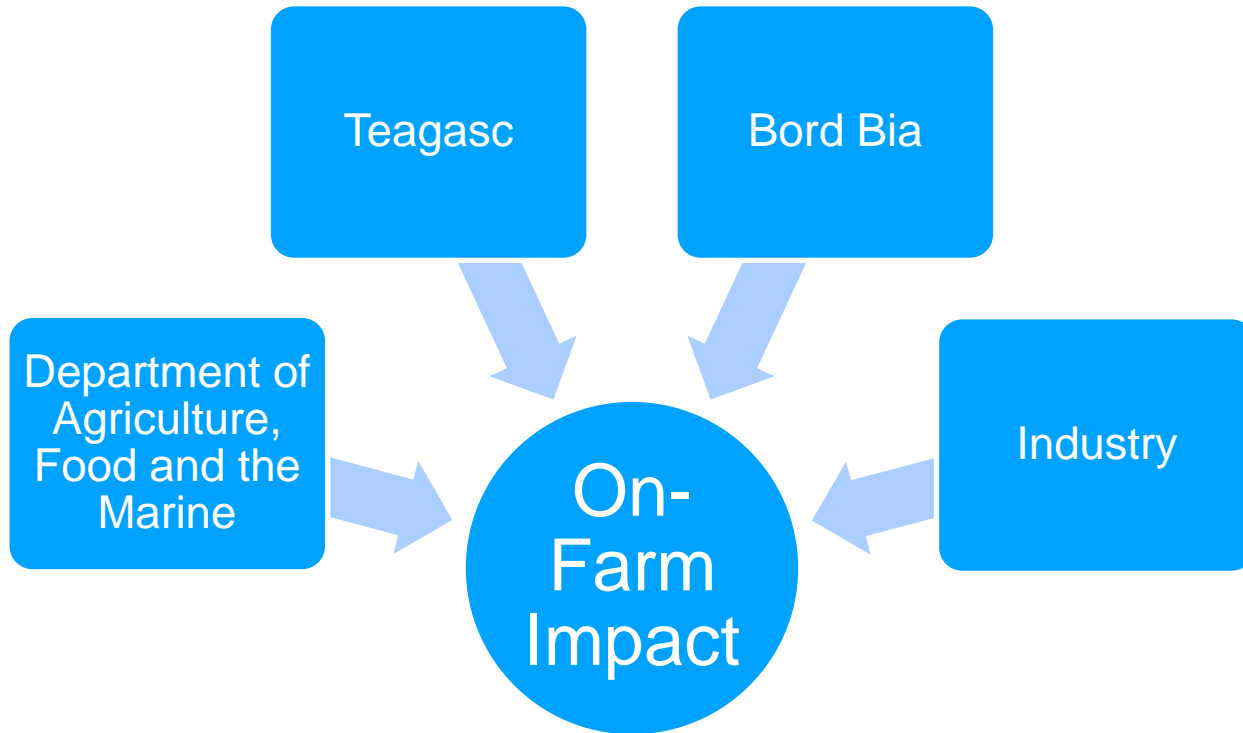 Teagasc
Bord Bia
Department of
Agriculture,
Food and the
Marine
Industry
On-
Farm
Impact